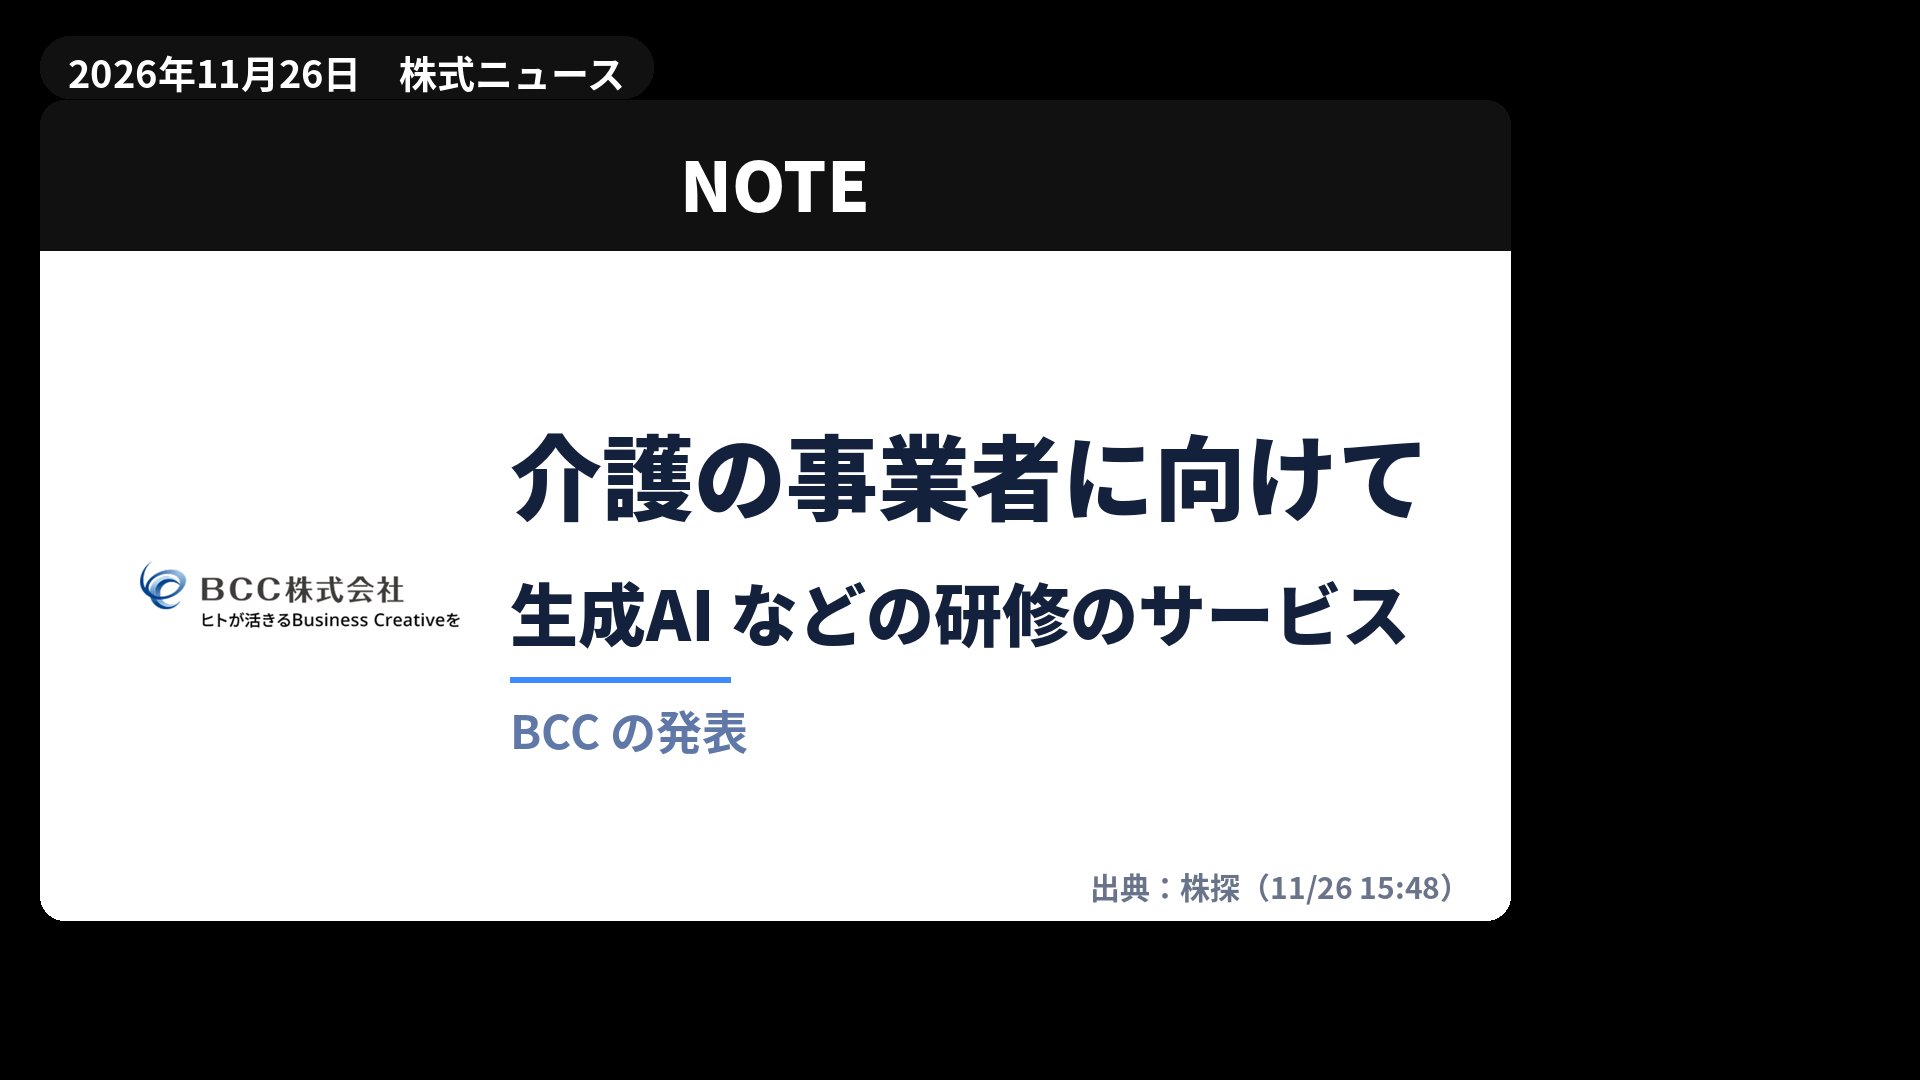 2026年11月26日　株式ニュース
NOTE
介護の事業者に向けて
BCC株式会社
ヒトが活きるBusiness Creativeを
生成AI などの研修のサービス
BCC の発表
出典：株探（11/26 15:48）